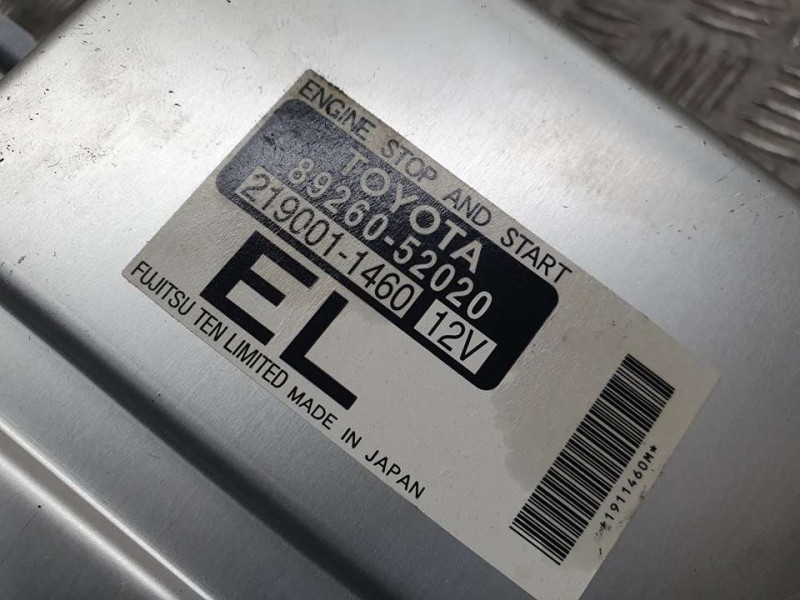 ENGINE STOP AND START
TOYOTA
89260-52020
219001-1460 12V
EL
FUJITSU TEN LIMITED MADE IN JAPAN
*1911460M*